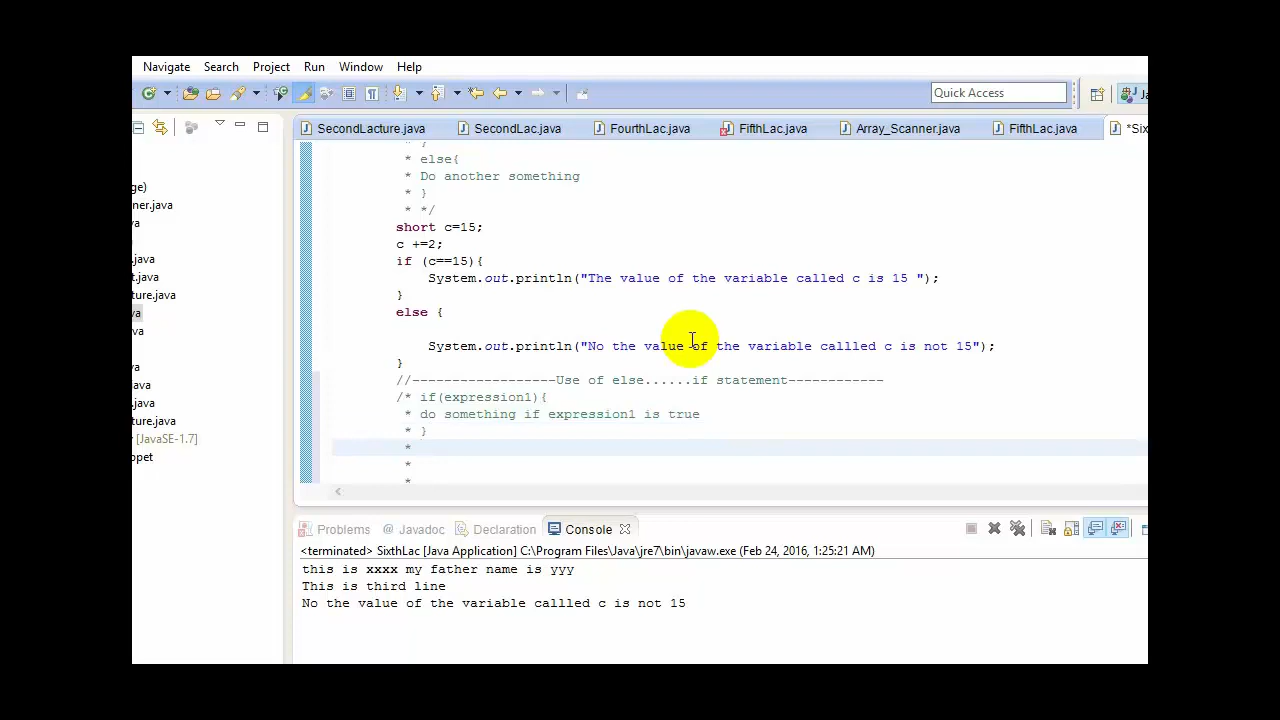 Navigate Search Project Run Window Help
Quick Access
Ja
SecondLacture.java SecondLac.java FourthLac.java FifthLac.java Array_Scanner.java FifthLac.java *Six
ge)
ner.java
va
.java
t.java
ture.java
va
va
va
va
.java
ture.java
[JavaSE-1.7]
ppet
* }
* else{
* Do another something
* }
* */
short c=15;
c +=2;
if (c==15){
System.out.println("The value of the variable called c is 15 ");
}
else {
System.out.println("No the value of the variable callled c is not 15");
}
//------------------Use of else......if statement------------
/* if(expression1){
* do something if expression1 is true
* }
*
*
*
Problems @ Javadoc Declaration Console
<terminated> SixthLac [Java Application] C:\Program Files\Java\jre7\bin\javaw.exe (Feb 24, 2016, 1:25:21 AM)
this is xxxx my father name is yyy
This is third line
No the value of the variable callled c is not 15